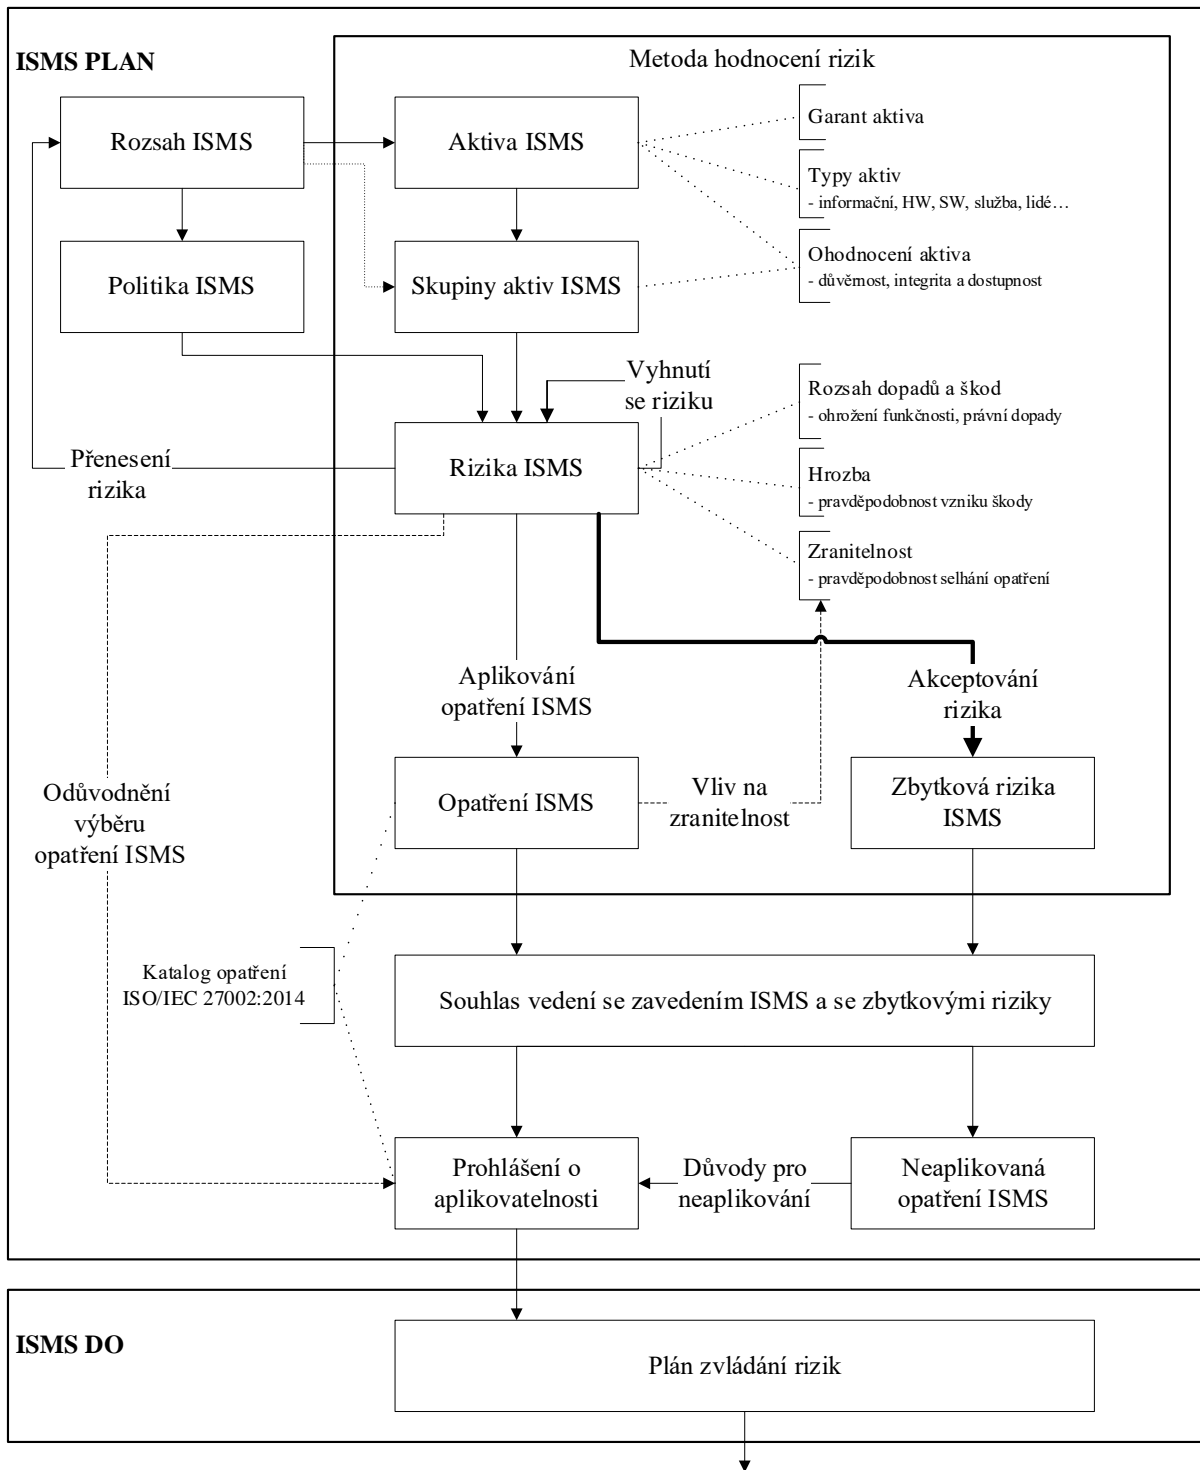 ISMS PLAN
Metoda hodnocení rizik
Rozsah ISMS
Aktiva ISMS
Garant aktiva
Typy aktiv
- informační, HW, SW, služba, lidé…
Politika ISMS
Skupiny aktiv ISMS
Ohodnocení aktiva
- důvěrnost, integrita a dostupnost
Vyhnutí
se riziku
Rozsah dopadů a škod
- ohrožení funkčnosti, právní dopady
Přenesení
rizika
Rizika ISMS
Hrozba
- pravděpodobnost vzniku škody
Zranitelnost
- pravděpodobnost selhání opatření
Aplikování
opatření ISMS
Akceptování
rizika
Odůvodnění
výběru
opatření ISMS
Opatření ISMS
Vliv na
zranitelnost
Zbytková rizika
ISMS
Katalog opatření
ISO/IEC 27002:2014
Souhlas vedení se zavedením ISMS a se zbytkovými riziky
Prohlášení o
aplikovatelnosti
Důvody pro
neaplikování
Neaplikovaná
opatření ISMS
ISMS DO
Plán zvládání rizik